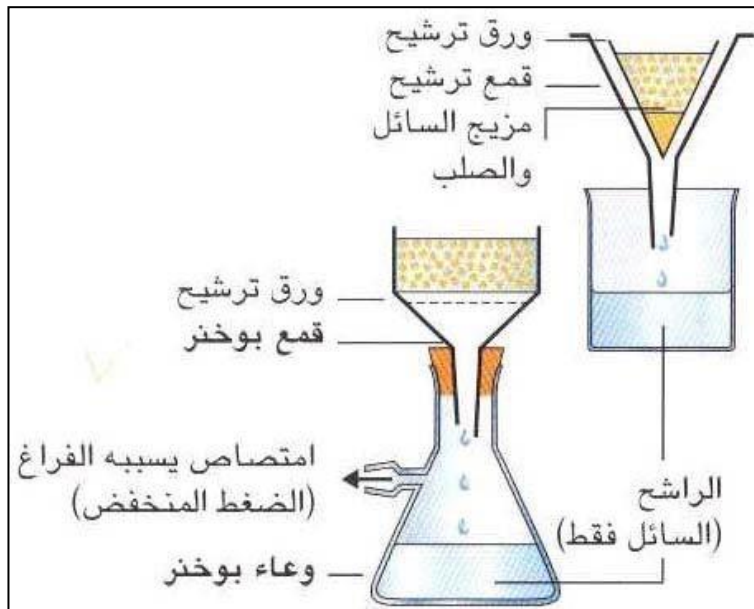 ورق ترشيح
قمع ترشيح
مزيج السائل
والصلب
ورق ترشيح
قمع بوخنر
امتصاص يسببه الفراغ
(الضغط المنخفض)
وعاء بوخنر
الراشح
(السائل فقط)